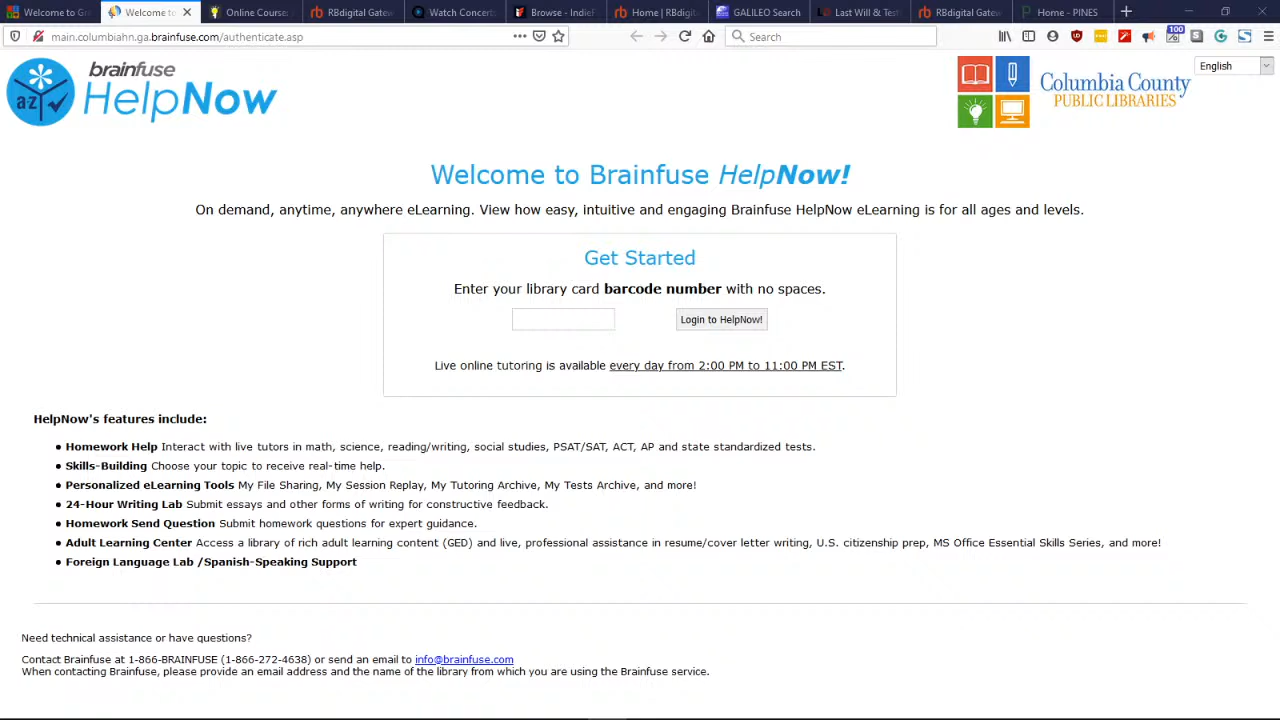 Welcome to Gr
Welcome to
Online Course
RBdigital Gatew
Watch Concert
Browse - IndieF
Home | RBdigit
GALILEO Search
Last Will & Test
RBdigital Gatew
Home - PINES
main.columbiahn.ga.brainfuse.com/authenticate.asp
Search
100
brainfuse
HelpNow
az
Columbia County
PUBLIC LIBRARIES
English
Welcome to Brainfuse HelpNow!
On demand, anytime, anywhere eLearning. View how easy, intuitive and engaging Brainfuse HelpNow eLearning is for all ages and levels.
Get Started
Enter your library card barcode number with no spaces.
Login to HelpNow!
Live online tutoring is available every day from 2:00 PM to 11:00 PM EST.
HelpNow's features include:
• Homework Help Interact with live tutors in math, science, reading/writing, social studies, PSAT/SAT, ACT, AP and state standardized tests.
• Skills-Building Choose your topic to receive real-time help.
• Personalized eLearning Tools My File Sharing, My Session Replay, My Tutoring Archive, My Tests Archive, and more!
• 24-Hour Writing Lab Submit essays and other forms of writing for constructive feedback.
• Homework Send Question Submit homework questions for expert guidance.
• Adult Learning Center Access a library of rich adult learning content (GED) and live, professional assistance in resume/cover letter writing, U.S. citizenship prep, MS Office Essential Skills Series, and more!
• Foreign Language Lab /Spanish-Speaking Support
Need technical assistance or have questions?
Contact Brainfuse at 1-866-BRAINFUSE (1-866-272-4638) or send an email to info@brainfuse.com
When contacting Brainfuse, please provide an email address and the name of the library from which you are using the Brainfuse service.